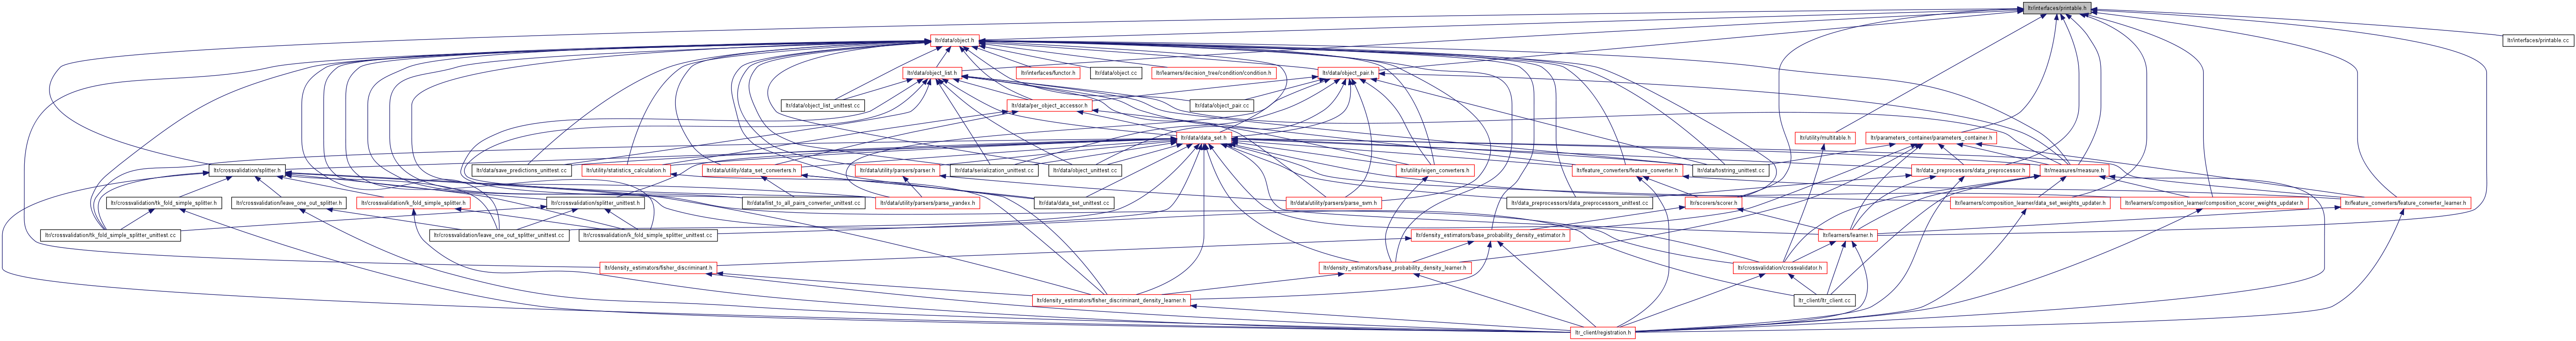 ltr/interfaces/printable.h
ltr/data/object.h
ltr/interfaces/printable.cc
ltr/data/object_list.h
ltr/interfaces/functor.h
ltr/data/object.cc
ltr/learners/decision_tree/condition/condition.h
ltr/data/object_pair.h
ltr/data/object_list_unittest.cc
ltr/data/per_object_accessor.h
ltr/data/object_pair.cc
ltr/data/data_set.h
ltr/utility/multitable.h
ltr/parameters_container/parameters_container.h
ltr/crossvalidation/splitter.h
ltr/data/save_predictions_unittest.cc
ltr/utility/statistics_calculation.h
ltr/data/utility/data_set_converters.h
ltr/data/utility/parsers/parser.h
ltr/data/serialization_unittest.cc
ltr/data/object_unittest.cc
ltr/utility/eigen_converters.h
ltr/feature_converters/feature_converter.h
ltr/data/tostring_unittest.cc
ltr/data_preprocessors/data_preprocessor.h
ltr/measures/measure.h
ltr/crossvalidation/tk_fold_simple_splitter.h
ltr/crossvalidation/leave_one_out_splitter.h
ltr/crossvalidation/k_fold_simple_splitter.h
ltr/crossvalidation/splitter_unittest.h
ltr/data/list_to_all_pairs_converter_unittest.cc
ltr/data/utility/parsers/parse_yandex.h
ltr/data/data_set_unittest.cc
ltr/data/utility/parsers/parse_svm.h
ltr/data_preprocessors/data_preprocessors_unittest.cc
ltr/scorers/scorer.h
ltr/learners/composition_learner/data_set_weights_updater.h
ltr/learners/composition_learner/composition_scorer_weights_updater.h
ltr/feature_converters/feature_converter_learner.h
ltr/crossvalidation/tk_fold_simple_splitter_unittest.cc
ltr/crossvalidation/leave_one_out_splitter_unittest.cc
ltr/crossvalidation/k_fold_simple_splitter_unittest.cc
ltr/density_estimators/base_probability_density_estimator.h
ltr/learners/learner.h
ltr/density_estimators/fisher_discriminant.h
ltr/density_estimators/base_probability_density_learner.h
ltr/crossvalidation/crossvalidator.h
ltr/density_estimators/fisher_discriminant_density_learner.h
ltr_client/ltr_client.cc
ltr_client/registration.h